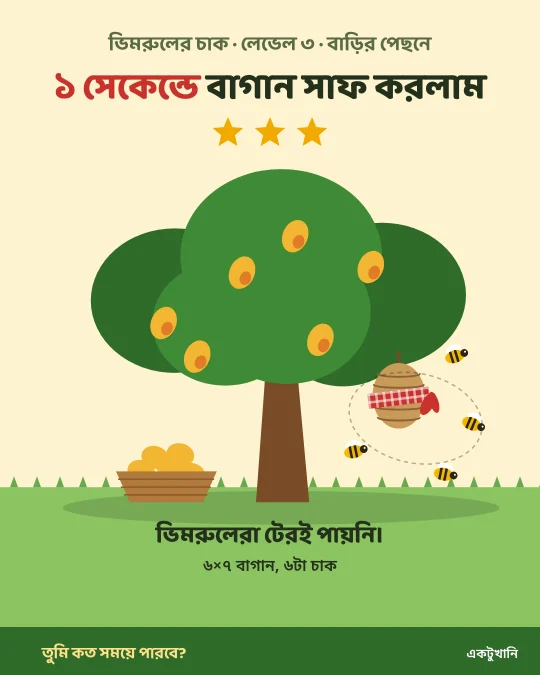 ভিমরুলের চাক · লেভেল ৩ · বাড়ির পেছনে
১ সেকেন্ডে বাগান সাফ করলাম
ভিমরুলেরা টেরই পায়নি।
৬×৭ বাগান, ৬টা চাক
তুমি কত সময়ে পারবে?
একটুখানি